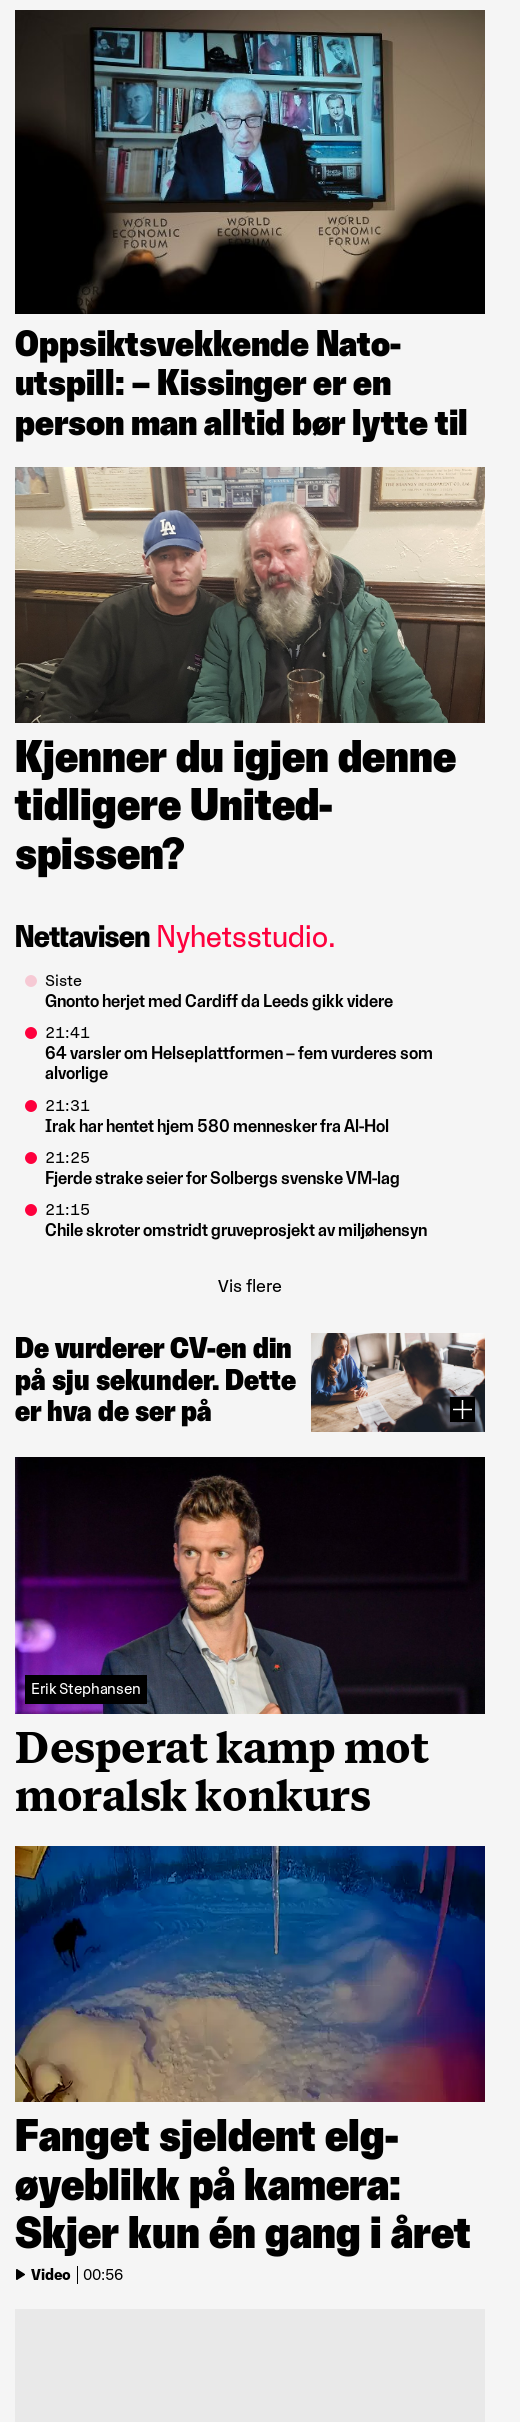 WORLD ECONOMIC FORUM
WORLD ECONOMIC FORUM
WORLD ECONOMIC FORUM
Oppsiktsvekkende Nato-
utspill: – Kissinger er en
person man alltid bør lytte til
LA
Kjenner du igjen denne
tidligere United-
spissen?
Nettavisen Nyhetsstudio.
Siste
Gnonto herjet med Cardiff da Leeds gikk videre
21:41
64 varsler om Helseplattformen – fem vurderes som
alvorlige
21:31
Irak har hentet hjem 580 mennesker fra Al-Hol
21:25
Fjerde strake seier for Solbergs svenske VM-lag
21:15
Chile skroter omstridt gruveprosjekt av miljøhensyn
Vis flere
De vurderer CV-en din
på sju sekunder. Dette
er hva de ser på
Erik Stephansen
Desperat kamp mot
moralsk konkurs
Fanget sjeldent elg-
øyeblikk på kamera:
Skjer kun én gang i året
Video | 00:56